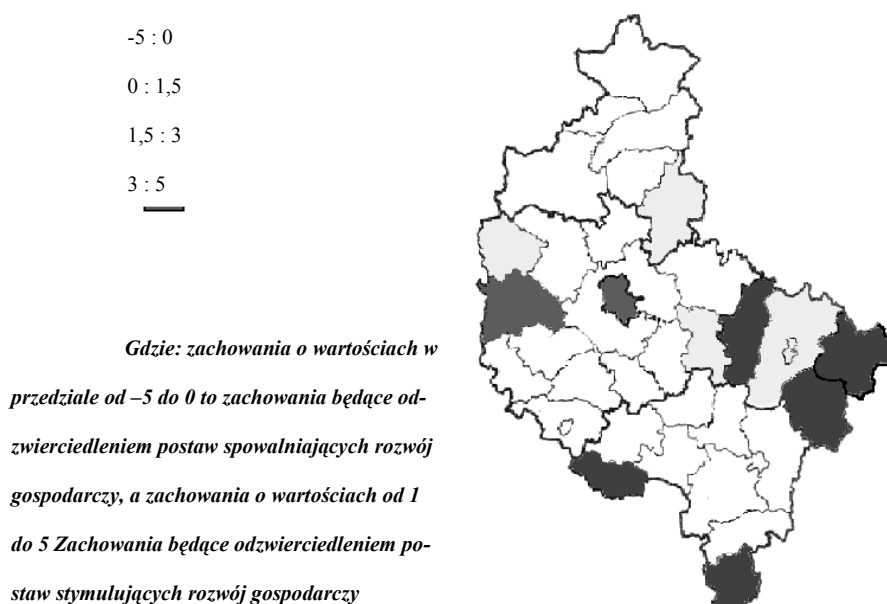 -5 : 0
0 : 1,5
1,5 : 3
3 : 5
Gdzie: zachowania o wartościach w
przedziale od –5 do 0 to zachowania będące od-
zwierciedleniem postaw spowalniających rozwój
gospodarczy, a zachowania o wartościach od 1
do 5 Zachowania będące odzwierciedleniem po-
staw stymulujących rozwój gospodarczy